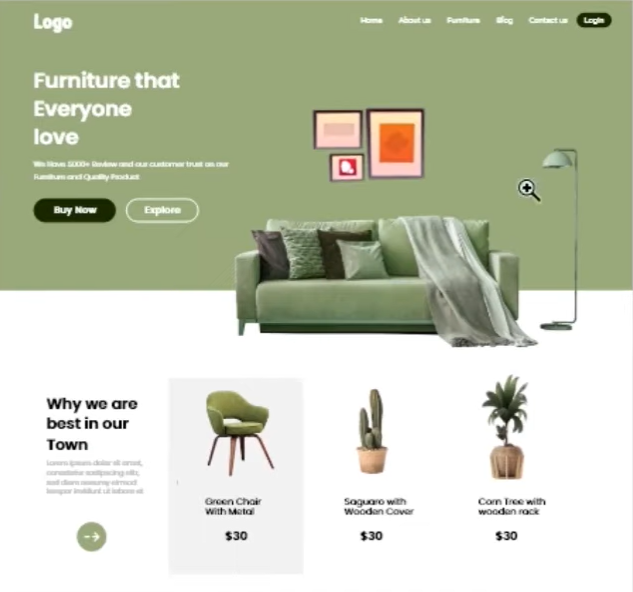 Logo
Home About us Furniture Blog Contact us Login
Furniture that
Everyone
love
We Have 5000+ Review and our customer trust on our
Furniture and Quality Product
Buy Now Explore
Why we are
best in our
Town
Lorem ipsum dolor sit amet,
consetetur sadipscing elitr,
sed diam nonumy eirmod
tempor invidunt ut labore et
Green Chair
With Metal
$30
Saguaro with
Wooden Cover
$30
Corn Tree with
wooden rack
$30